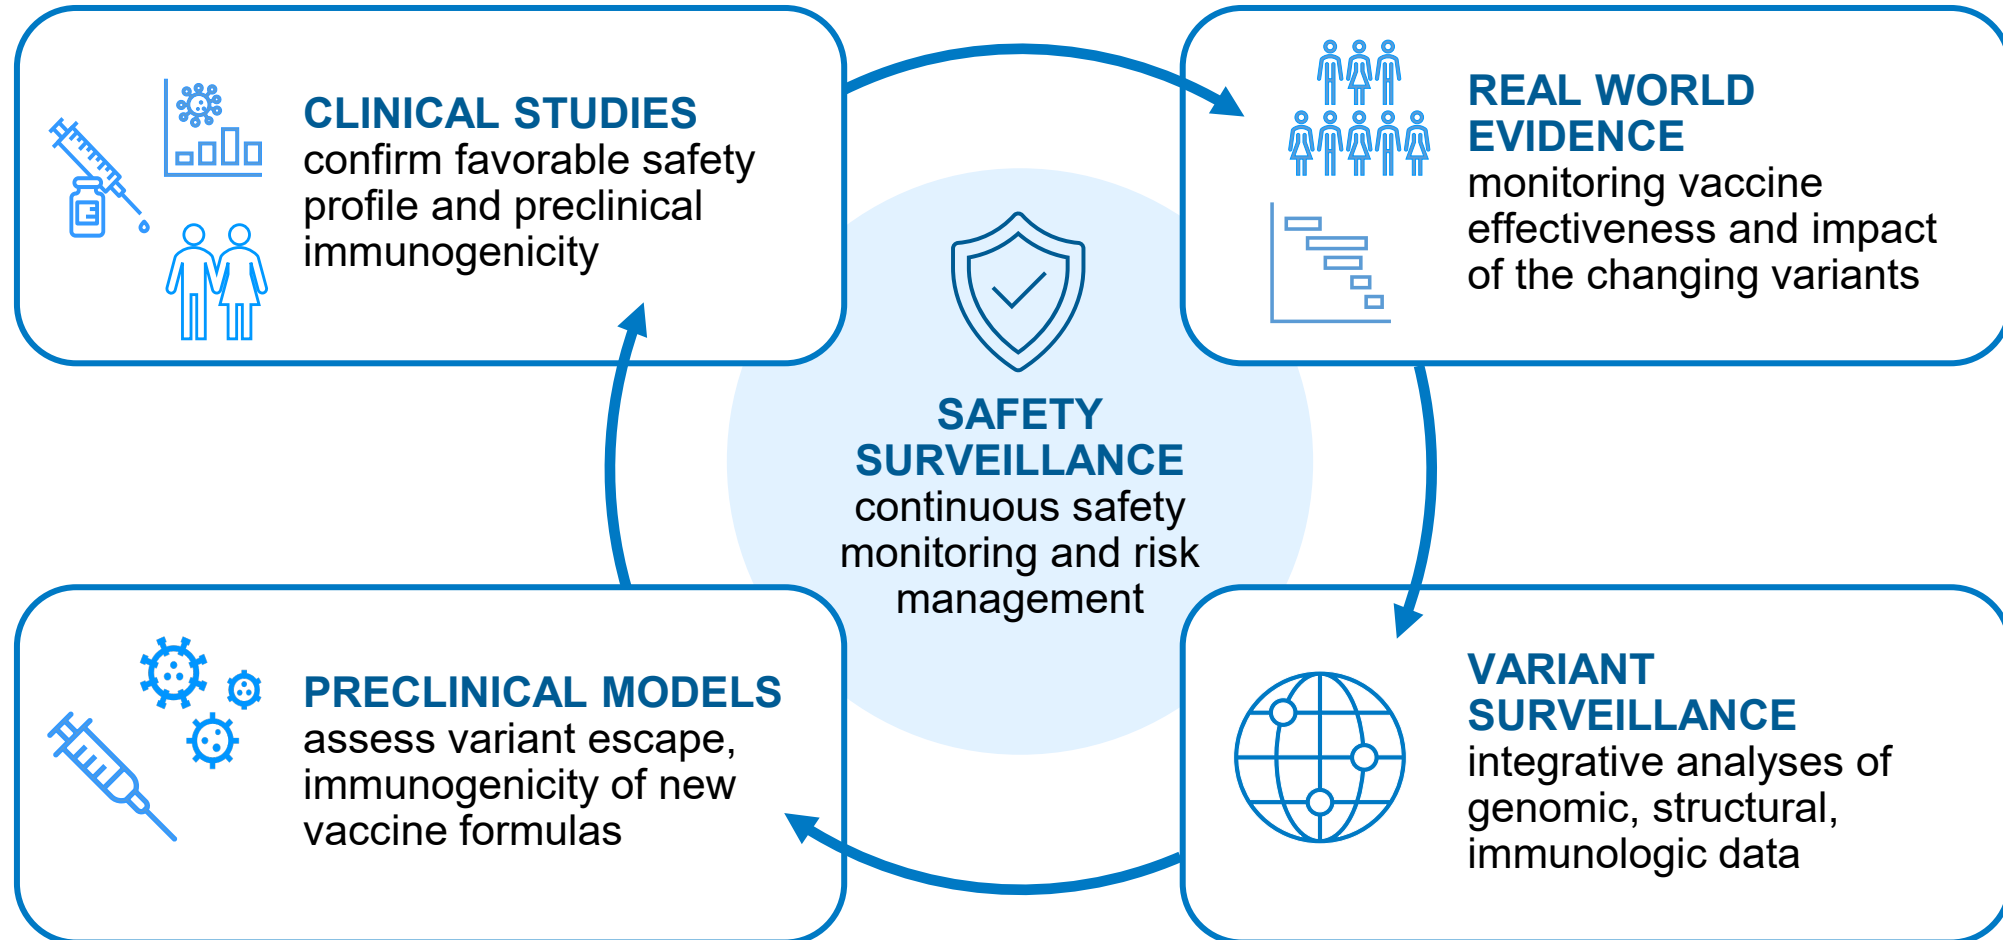 CLINICAL STUDIES
confirm favorable safety
profile and preclinical
immunogenicity
REAL WORLD
EVIDENCE
monitoring vaccine
effectiveness and impact
of the changing variants
SAFETY
SURVEILLANCE
continuous safety
monitoring and risk
management
PRECLINICAL MODELS
assess variant escape,
immunogenicity of new
vaccine formulas
VARIANT
SURVEILLANCE
integrative analyses of
genomic, structural,
immunologic data